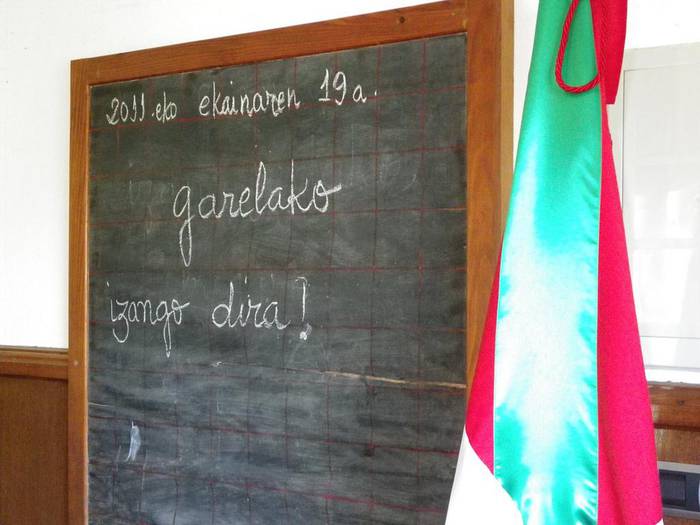 2011.eko ekainaren 19a.
garelako
izango dira!